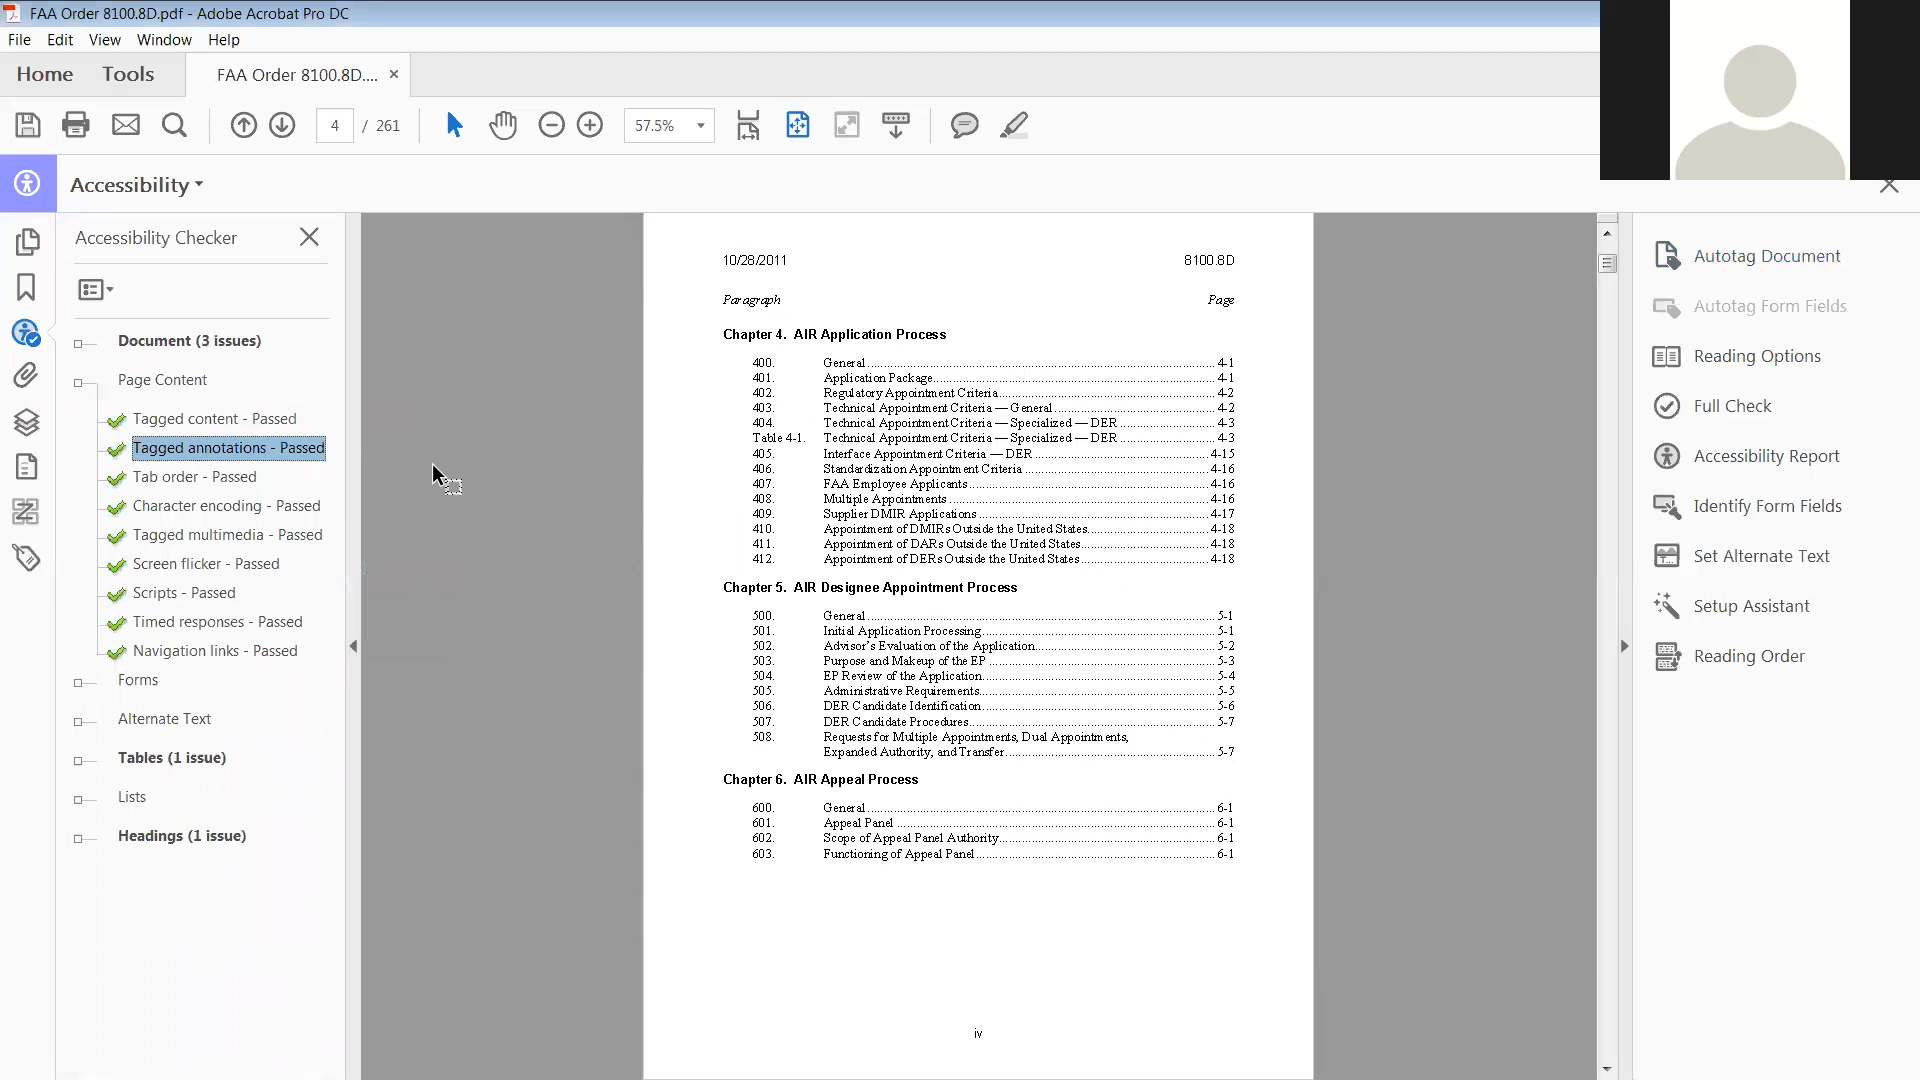 FAA Order 8100.8D.pdf - Adobe Acrobat Pro DC
File Edit View Window Help
Home Tools FAA Order 8100.8D.... ×
4 / 261 57.5%
Accessibility
Accessibility Checker
Document (3 issues)
Page Content
Tagged content - Passed
Tagged annotations - Passed
Tab order - Passed
Character encoding - Passed
Tagged multimedia - Passed
Screen flicker - Passed
Scripts - Passed
Timed responses - Passed
Navigation links - Passed
Forms
Alternate Text
Tables (1 issue)
Lists
Headings (1 issue)
10/28/2011 8100.8D
Paragraph Page
Chapter 4. AIR Application Process
400. General 4-1
401. Application Package 4-1
402. Regulatory Appointment Criteria 4-2
403. Technical Appointment Criteria — General 4-2
404. Technical Appointment Criteria — Specialized — DER 4-3
Table 4-1. Technical Appointment Criteria — Specialized — DER 4-3
405. Interface Appointment Criteria — DER 4-15
406. Standardization Appointment Criteria 4-16
407. FAA Employee Applicants 4-16
408. Multiple Appointments 4-16
409. Supplier DMIR Applications 4-17
410. Appointment of DMIRs Outside the United States 4-18
411. Appointment of DARs Outside the United States 4-18
412. Appointment of DERs Outside the United States 4-18
Chapter 5. AIR Designee Appointment Process
500. General 5-1
501. Initial Application Processing 5-1
502. Advisor's Evaluation of the Application 5-2
503. Purpose and Makeup of the EP 5-3
504. EP Review of the Application 5-4
505. Administrative Requirements 5-5
506. DER Candidate Identification 5-6
507. DER Candidate Procedures 5-7
508. Requests for Multiple Appointments, Dual Appointments,
Expanded Authority, and Transfer 5-7
Chapter 6. AIR Appeal Process
600. General 6-1
601. Appeal Panel 6-1
602. Scope of Appeal Panel Authority 6-1
603. Functioning of Appeal Panel 6-1
iv
Autotag Document
Autotag Form Fields
Reading Options
Full Check
Accessibility Report
Identify Form Fields
Set Alternate Text
Setup Assistant
Reading Order